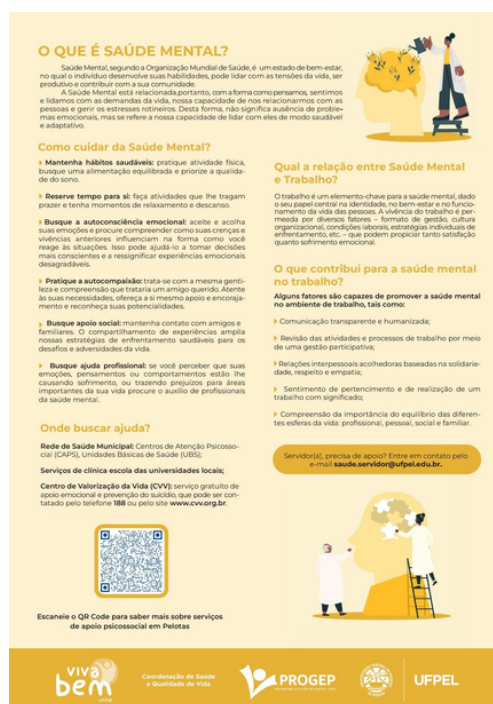 O QUE É SAÚDE MENTAL?
Saúde Mental, segundo a Organização Mundial de Saúde, é um estado de bem-estar,
no qual o indivíduo desenvolve suas habilidades, pode lidar com as tensões da vida, ser
produtivo e contribuir com a sua comunidade.
A Saúde Mental está relacionada,portanto, com a forma como pensamos, sentimos
e lidamos com as demandas da vida, nossa capacidade de nos relacionarmos com as
pessoas e gerir os estresses rotineiros. Desta forma, não significa ausência de proble-
mas emocionais, mas se refere a nossa capacidade de lidar com eles de modo saudável
e adaptativo.
Como cuidar da Saúde Mental?
Mantenha hábitos saudáveis: pratique atividade física,
busque uma alimentação equilibrada e priorize a qualida-
de do sono.
Reserve tempo para si: faça atividades que lhe tragam
prazer e tenha momentos de relaxamento e descanso.
Busque a autoconsciência emocional: aceite e acolha
suas emoções e procure compreender como suas crenças e
vivências anteriores influenciam na forma como você
reage às situações. Isso pode ajudá-lo a tomar decisões
mais conscientes e a ressignificar experiências emocionais
desagradáveis.
Pratique a autocompaixão: trata-se com a mesma genti-
leza e compreensão que trataria um amigo querido. Atente
às suas necessidades, ofereça a si mesmo apoio e encoraja-
mento e reconheça suas potencialidades.
Busque apoio social: mantenha contato com amigos e
familiares. O compartilhamento de experiências amplia
nossas estratégias de enfrentamento saudáveis para os
desafios e adversidades da vida.
Busque ajuda profissional: se você perceber que suas
emoções, pensamentos ou comportamentos estão lhe
causando sofrimento, ou trazendo prejuízos para áreas
importantes da sua vida procure o auxílio de profissionais
da saúde mental.
Onde buscar ajuda?
Rede de Saúde Municipal: Centros de Atenção Psicosso-
cial (CAPS), Unidades Básicas de Saúde (UBS);
Serviços de clínica escola das universidades locais;
Centro de Valorização da Vida (CVV): serviço gratuito de
apoio emocional e prevenção do suicídio, que pode ser con-
tatado pelo telefone 188 ou pelo site www.cvv.org.br.
Escaneie o QR Code para saber mais sobre serviços
de apoio psicossocial em Pelotas
Qual a relação entre Saúde Mental
e Trabalho?
O trabalho é um elemento-chave para a saúde mental, dado
o seu papel central na identidade, no bem-estar e no funcio-
namento da vida das pessoas. A vivência do trabalho é per-
meada por diversos fatores – formato de gestão, cultura
organizacional, condições laborais, estratégias individuais de
enfrentamento, etc. – que podem propiciar tanto satisfação
quanto sofrimento emocional.
O que contribui para a saúde mental
no trabalho?
Alguns fatores são capazes de promover a saúde mental
no ambiente de trabalho, tais como:
Comunicação transparente e humanizada;
Revisão das atividades e processos de trabalho por meio
de uma gestão participativa;
Relações interpessoais acolhedoras baseadas na solidarie-
dade, respeito e empatia;
Sentimento de pertencimento e de realização de um
trabalho com significado;
Compreensão da importância do equilíbrio das diferen-
tes esferas da vida: profissional, pessoal, social e familiar.
Servidor(a), precisa de apoio? Entre em contato pelo
e-mail saude.servidor@ufpel.edu.br.
viva
bem
UFPel
Coordenação de Saúde
e Qualidade de Vida
PROGEP
UFPEL